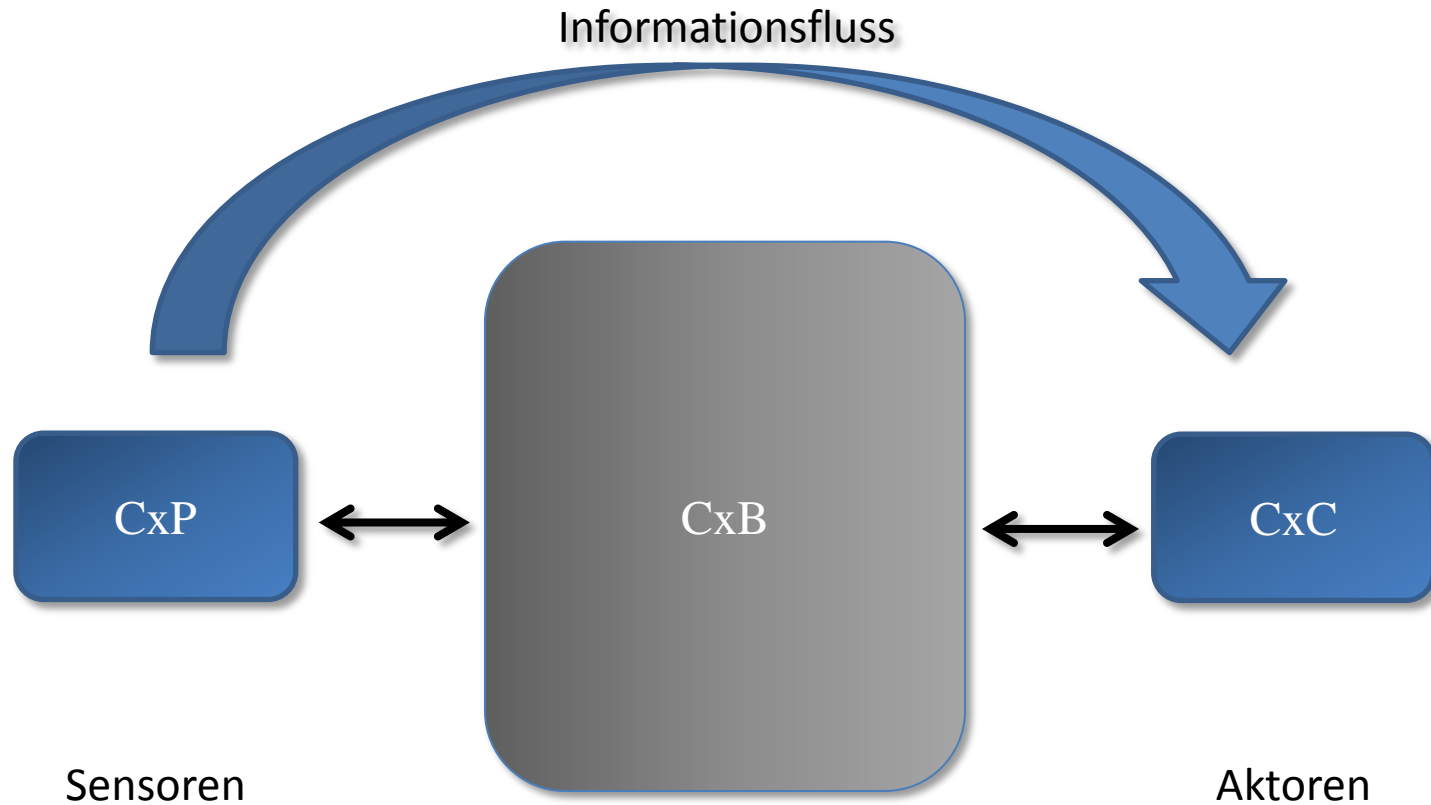 Informationsfluss
CxP
CxB
CxC
Sensoren
Aktoren